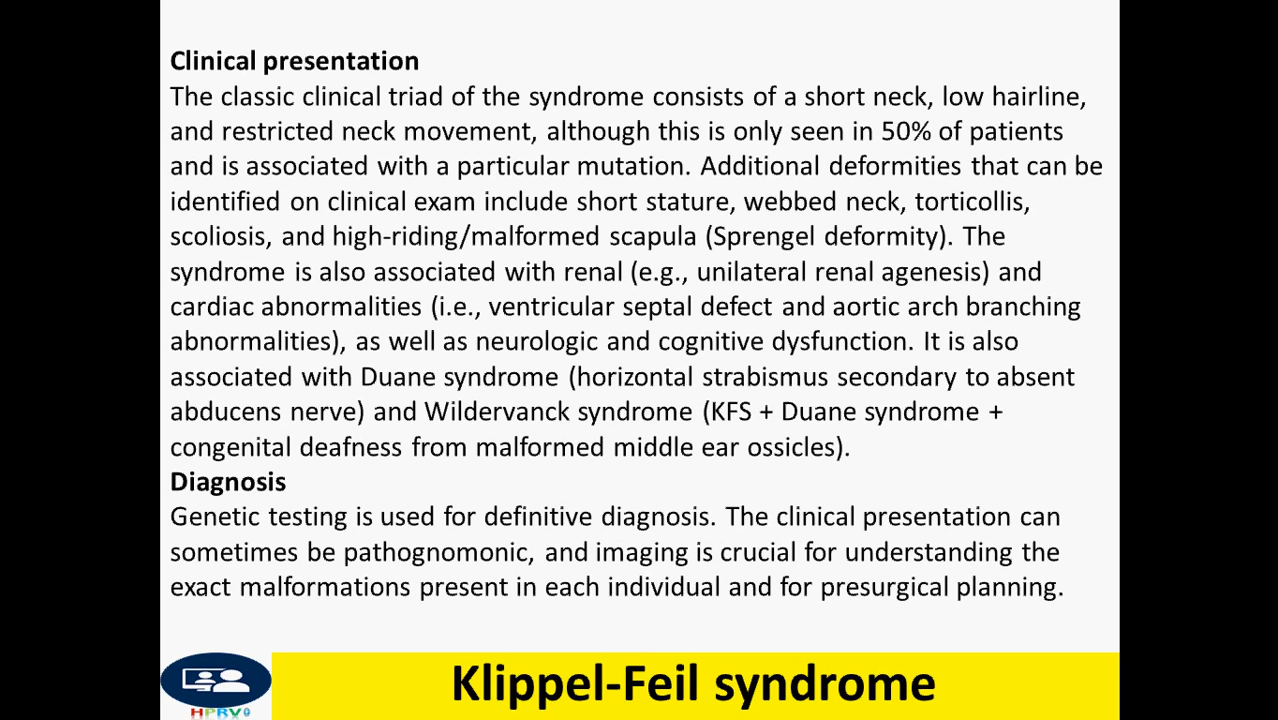 Clinical presentation
The classic clinical triad of the syndrome consists of a short neck, low hairline,
and restricted neck movement, although this is only seen in 50% of patients
and is associated with a particular mutation. Additional deformities that can be
identified on clinical exam include short stature, webbed neck, torticollis,
scoliosis, and high-riding/malformed scapula (Sprengel deformity). The
syndrome is also associated with renal (e.g., unilateral renal agenesis) and
cardiac abnormalities (i.e., ventricular septal defect and aortic arch branching
abnormalities), as well as neurologic and cognitive dysfunction. It is also
associated with Duane syndrome (horizontal strabismus secondary to absent
abducens nerve) and Wildervanck syndrome (KFS + Duane syndrome +
congenital deafness from malformed middle ear ossicles).
Diagnosis
Genetic testing is used for definitive diagnosis. The clinical presentation can
sometimes be pathognomonic, and imaging is crucial for understanding the
exact malformations present in each individual and for presurgical planning.
Klippel-Feil syndrome